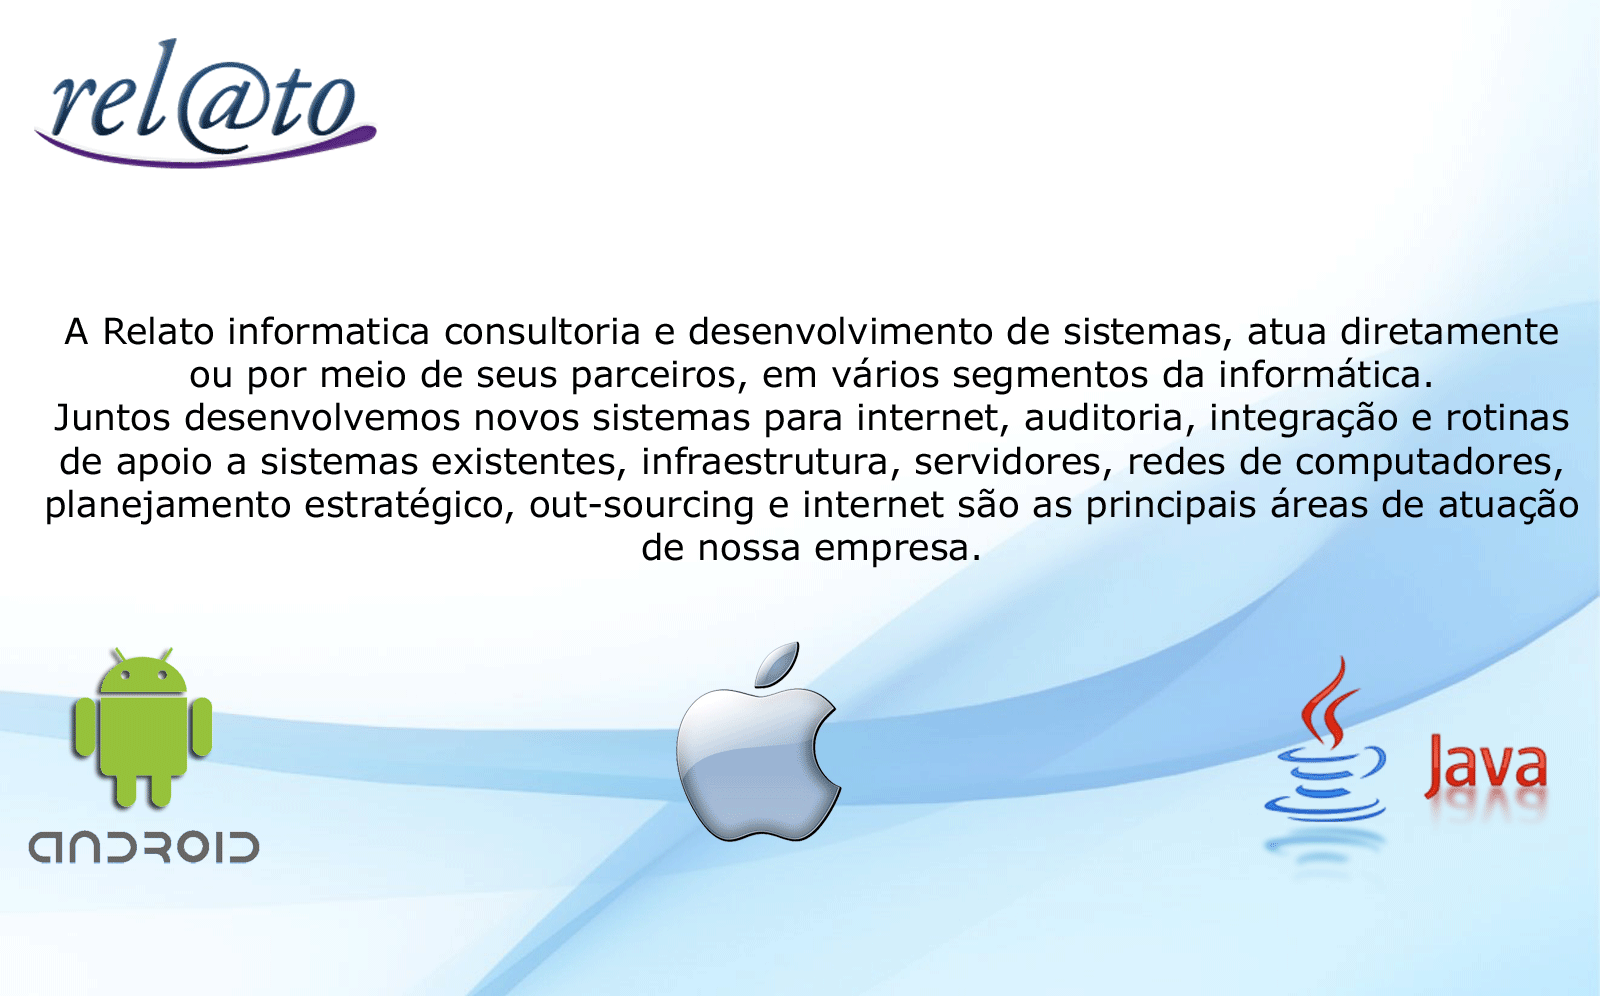 rel@to
A Relato informatica consultoria e desenvolvimento de sistemas, atua diretamente
ou por meio de seus parceiros, em vários segmentos da informática.
Juntos desenvolvemos novos sistemas para internet, auditoria, integração e rotinas
de apoio a sistemas existentes, infraestrutura, servidores, redes de computadores,
planejamento estratégico, out-sourcing e internet são as principais áreas de atuação
de nossa empresa.
ANDROID
Java